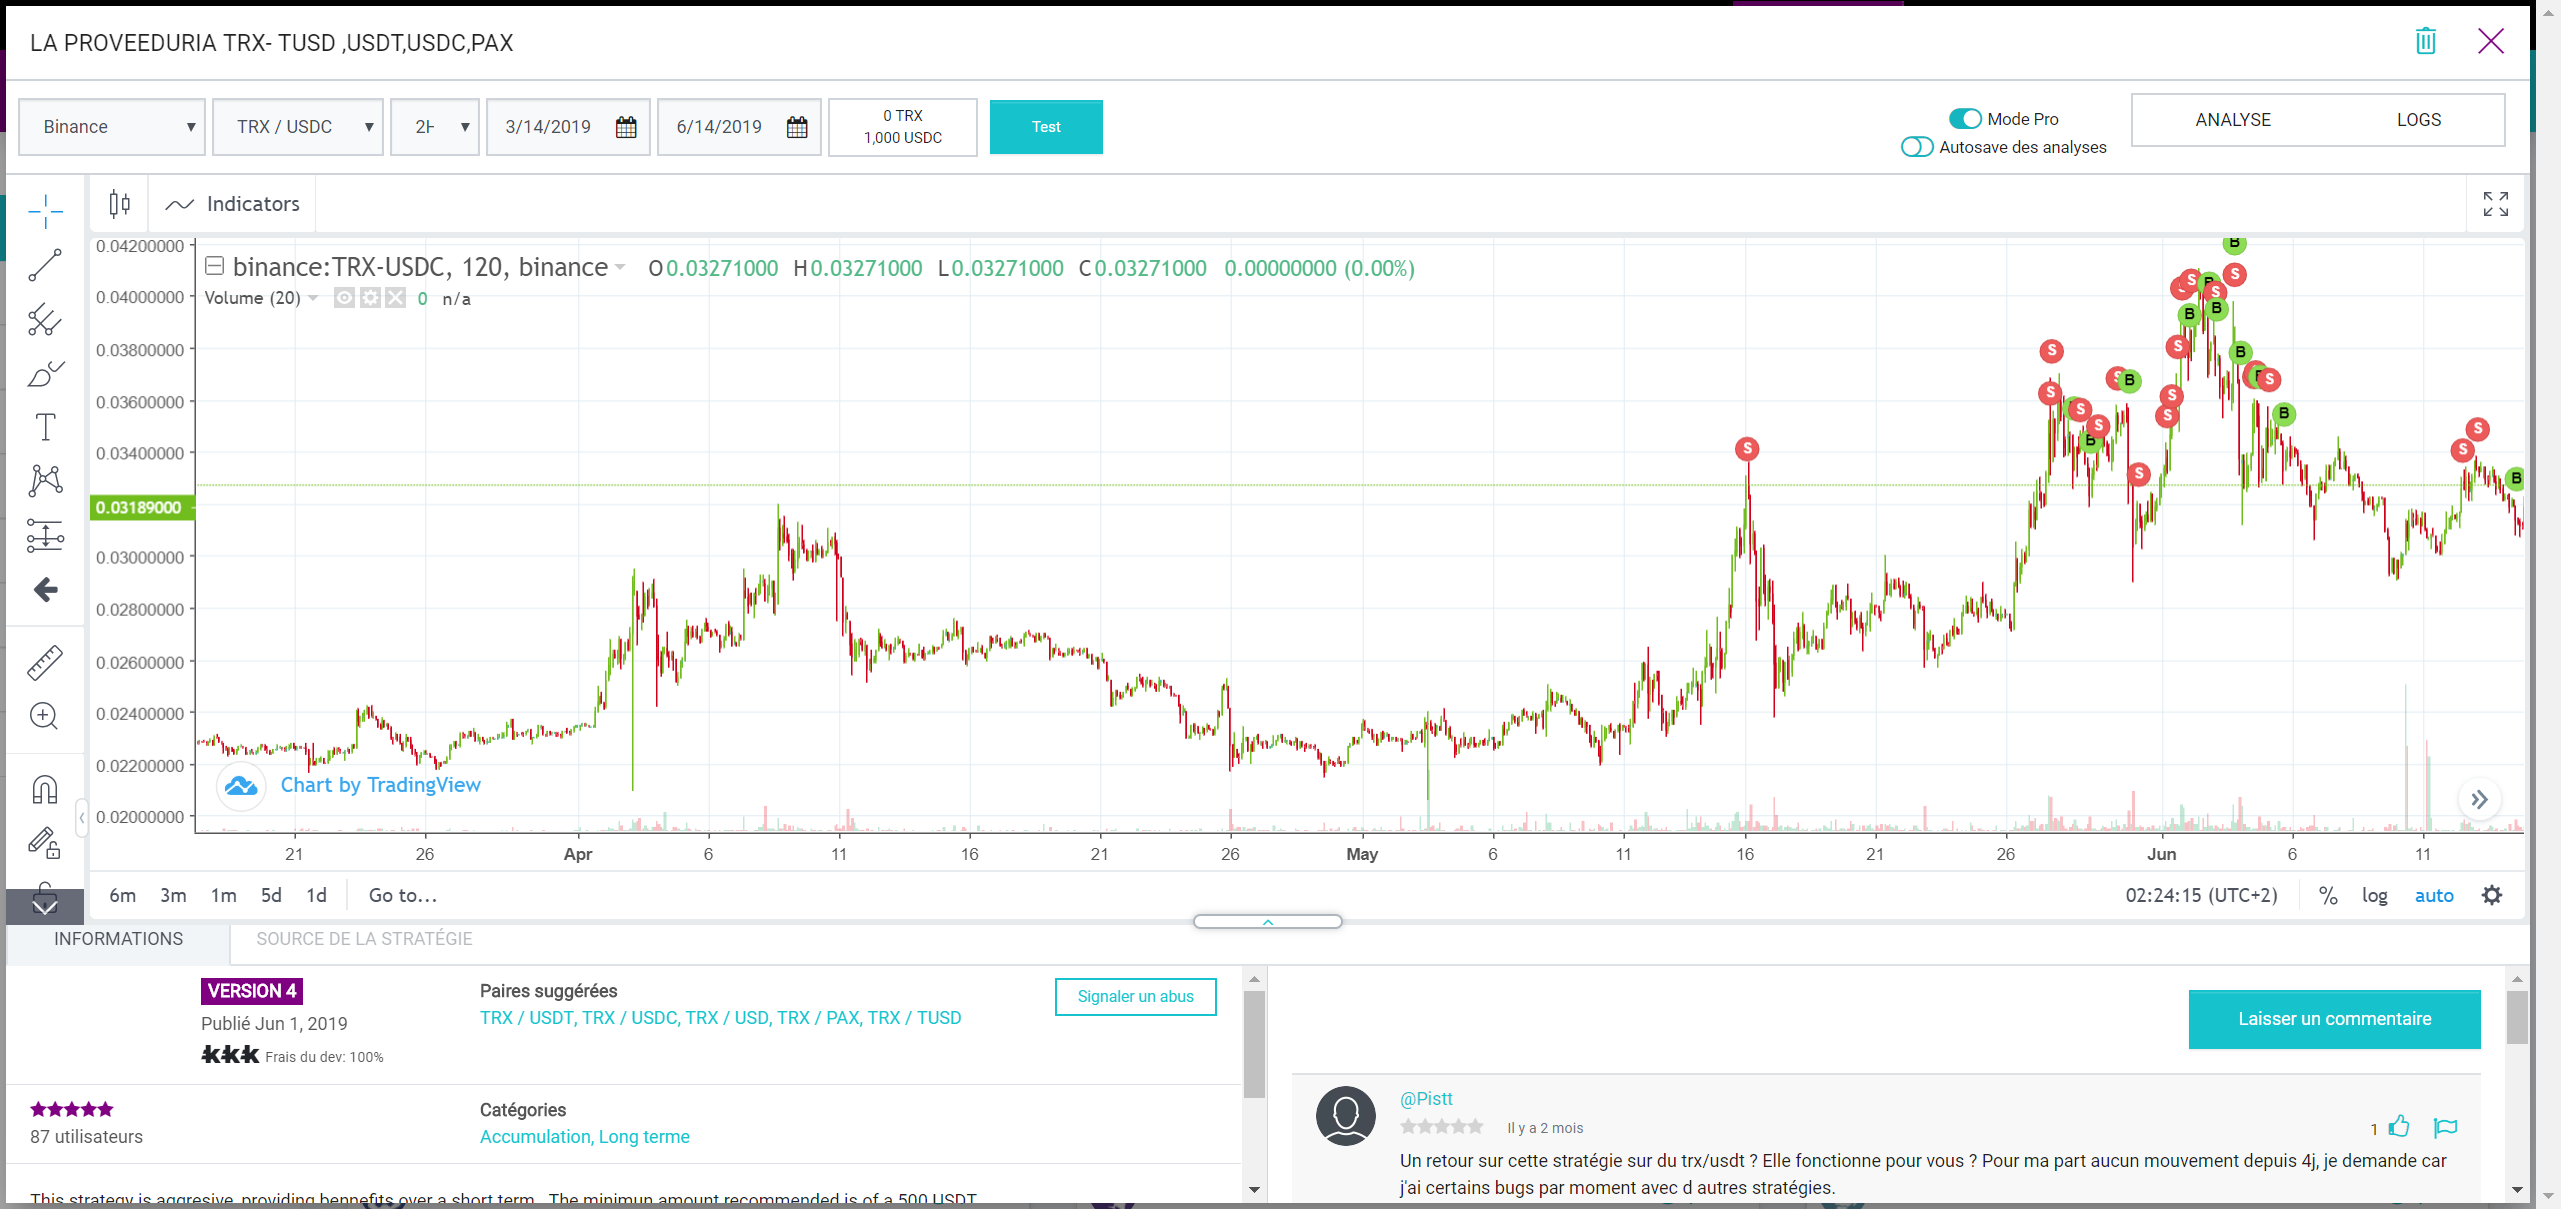 LA PROVEEDURIA TRX- TUSD ,USDT,USDC,PAX
Binance
TRX / USDC
2H
3/14/2019
6/14/2019
0 TRX
1,000 USDC
Test
Mode Pro
Autosave des analyses
ANALYSE
LOGS
Indicators
binance:TRX-USDC, 120, binance
O0.03271000 H0.03271000 L0.03271000 C0.03271000 0.00000000 (0.00%)
Volume (20) 0 n/a
0.04200000
0.04000000
0.03800000
0.03600000
0.03400000
0.03189000
0.03000000
0.02800000
0.02600000
0.02400000
0.02200000
0.02000000
B
S
S
S
B
S
B
B
S
B
S
S
S
B
S
S
B
S
S
S
B
S
B
S
S
B
Chart by TradingView
21 26 Apr 6 11 16 21 26 May 6 11 16 21 26 Jun 6 11
6m 3m 1m 5d 1d Go to...
02:24:15 (UTC+2) % log auto
INFORMATIONS
SOURCE DE LA STRATÉGIE
VERSION 4
Publié Jun 1, 2019
Frais du dev: 100%
Paires suggérées
TRX / USDT, TRX / USDC, TRX / USD, TRX / PAX, TRX / TUSD
Signaler un abus
87 utilisateurs
Catégories
Accumulation, Long terme
This strategy is aggresive, providing bennefits over a short term. The minimun amount recommended is of a 500 USDT
Laisser un commentaire
@Pistt
Il y a 2 mois
1
Un retour sur cette stratégie sur du trx/usdt ? Elle fonctionne pour vous ? Pour ma part aucun mouvement depuis 4j, je demande car
j'ai certains bugs par moment avec d autres stratégies.